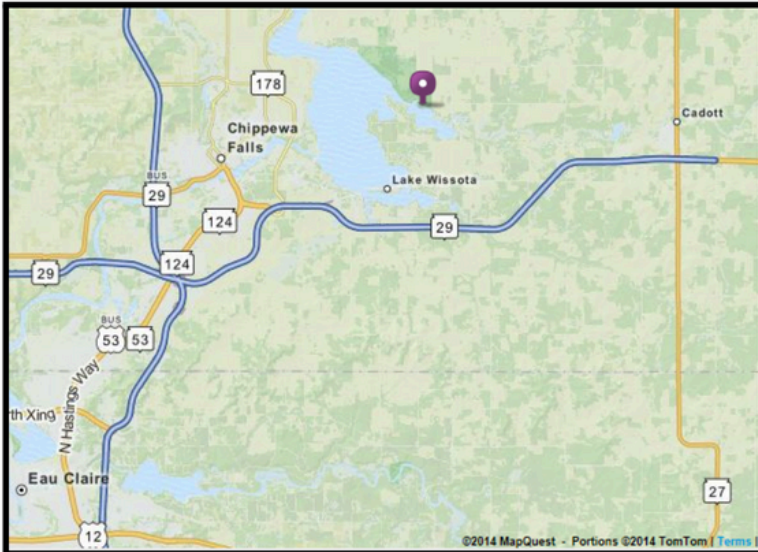 178
Cadott
Chippewa
Falls
Lake Wissota
BUS
29
124
29
124
29
BUS
53
53
N Hastings Way
rth Xing
Eau Claire
27
12
©2014 MapQuest - Portions ©2014 TomTom | Terms |